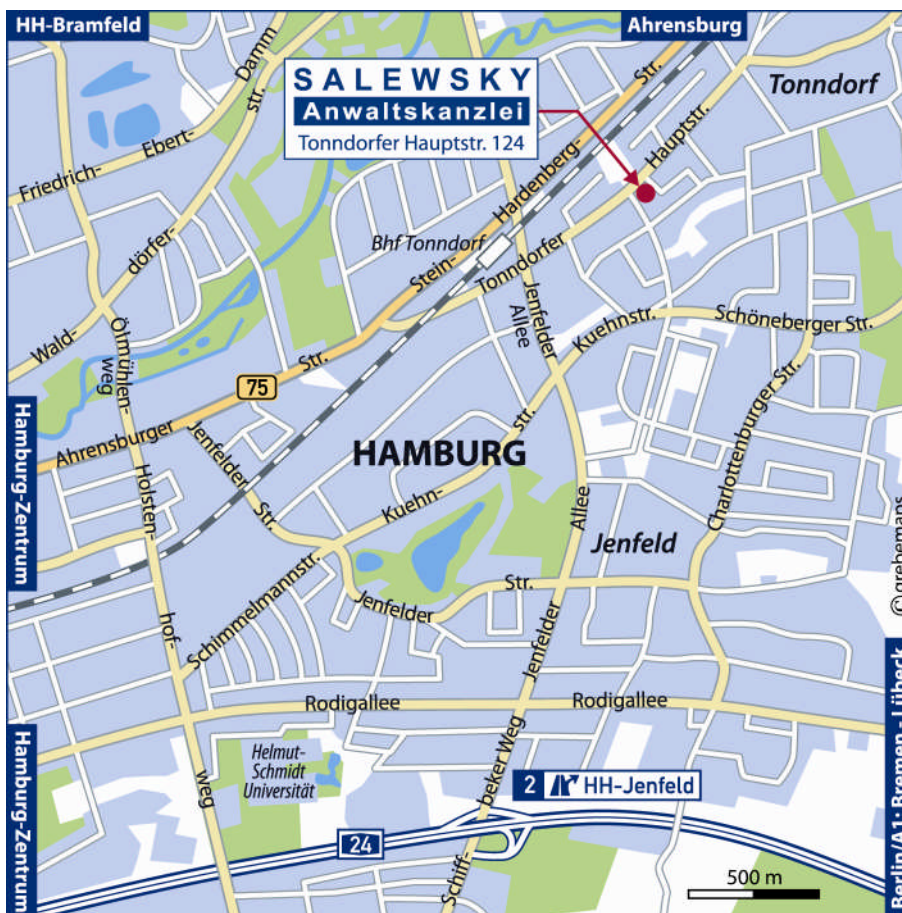 HH-Bramfeld
Ahrensburg
Damm
str.
SALEWSKY
Anwaltskanzlei
Tonndorfer Hauptstr. 124
Str.
Tonndorf
Hauptstr.
Friedrich-
Ebert-
Hardenberg-
dörfer-
Bhf Tonndorf
Stein-
Tonndorfer
Wald-
Jenfelder
Allee
Kuehnstr.
Schöneberger Str.
Ölmühlen-
weg
Str.
75
Ahrensburger
Jenfelder
Str.
str.
HAMBURG
Charlottenburger Str.
Hamburg-Zentrum
Holsten-
Kuehn-
Allee
Jenfeld
© grebemaps
Schimmelmannstr.
Jenfelder
Str.
hof-
Jenfelder
Rodigallee
Rodigallee
Berlin/A1: Bremen - Lübeck
Hamburg-Zentrum
Helmut-
Schmidt
Universität
weg
beker Weg
2 HH-Jenfeld
24
Schiff-
500 m